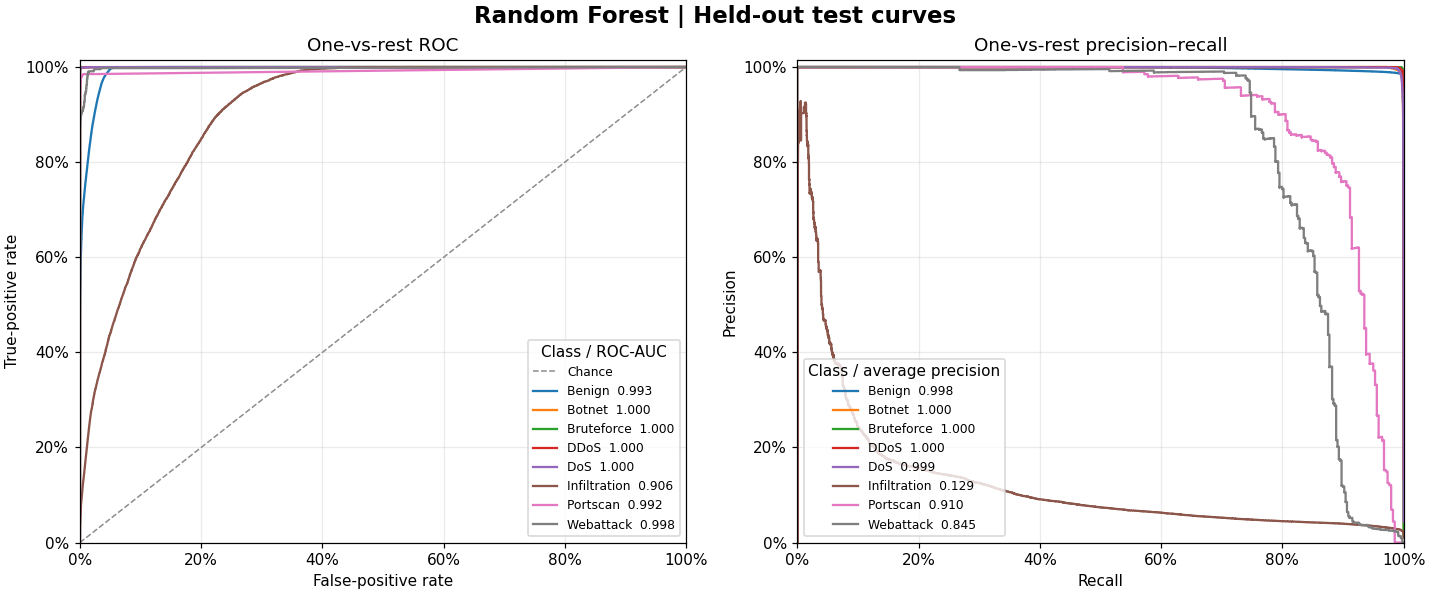 Random Forest | Held-out test curves
One-vs-rest ROC
100%
80%
60%
40%
20%
0%
True-positive rate
0%
20%
40%
60%
80%
100%
False-positive rate
Class / ROC-AUC
Chance
Benign 0.993
Botnet 1.000
Bruteforce 1.000
DDoS 1.000
DoS 1.000
Infiltration 0.906
Portscan 0.992
Webattack 0.998
One-vs-rest precision–recall
100%
80%
60%
40%
20%
0%
Precision
0%
20%
40%
60%
80%
100%
Recall
Class / average precision
Benign 0.998
Botnet 1.000
Bruteforce 1.000
DDoS 1.000
DoS 0.999
Infiltration 0.129
Portscan 0.910
Webattack 0.845